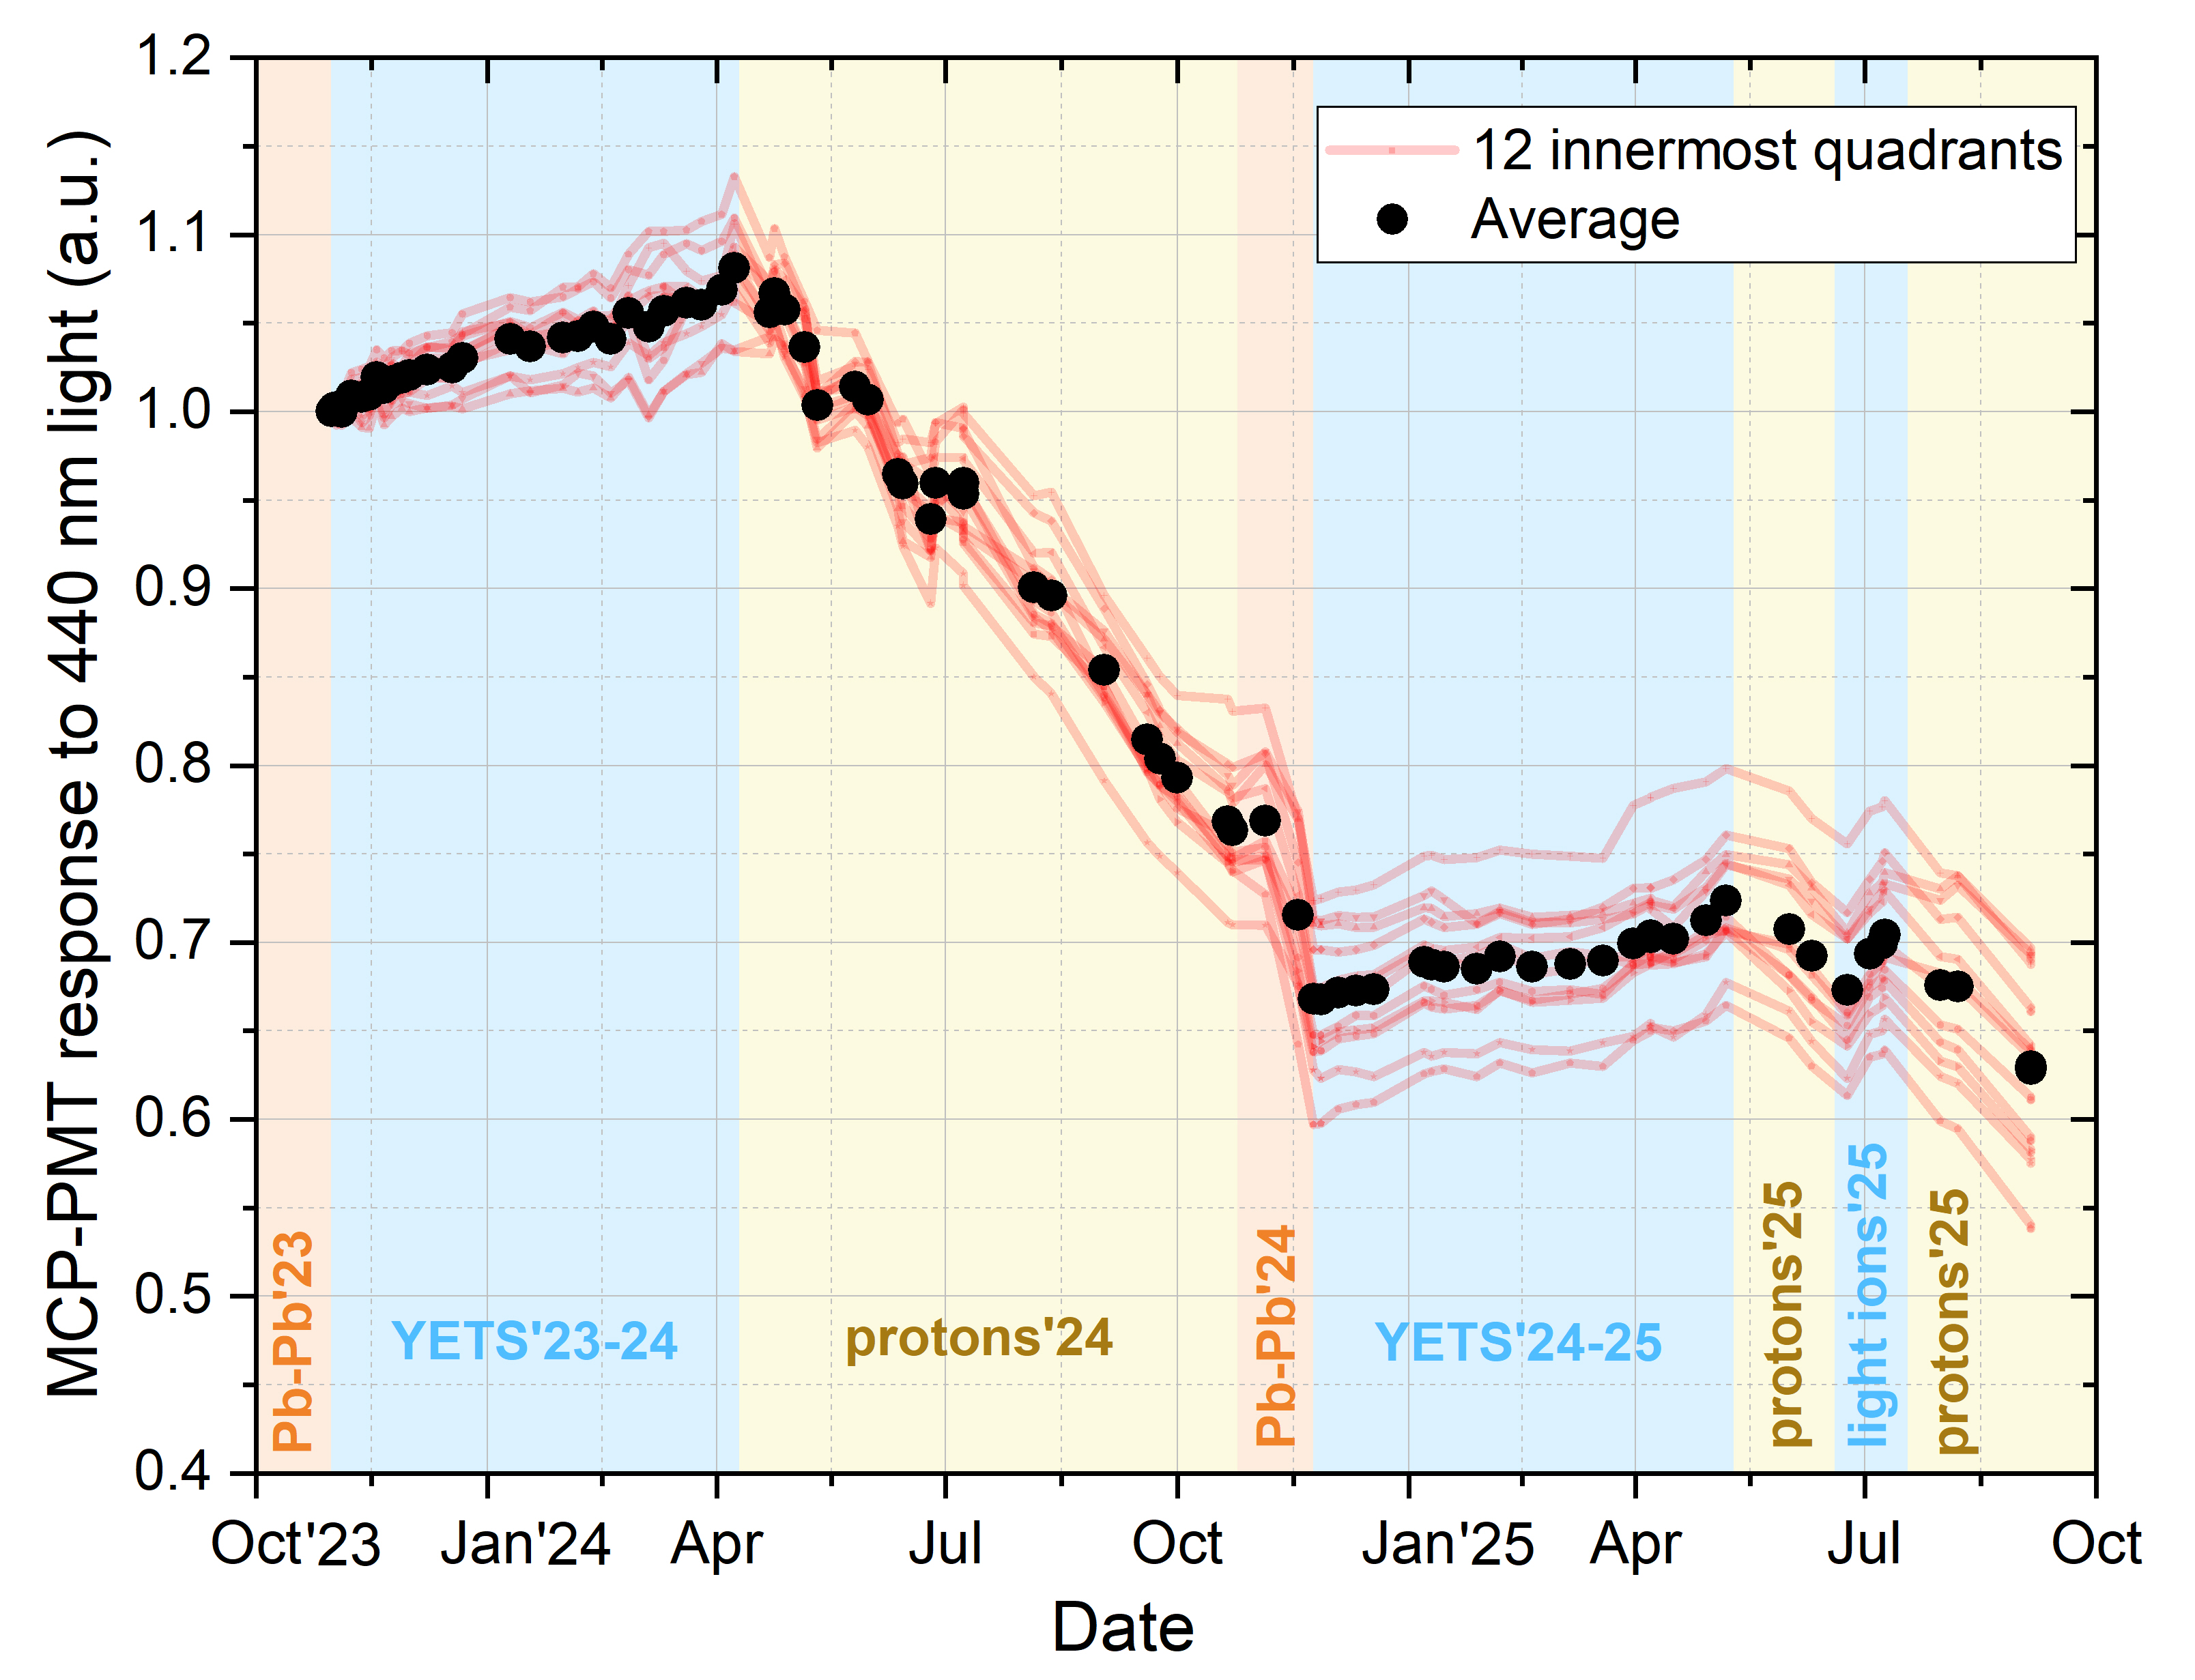 MCP-PMT response to 440 nm light (a.u.)
1.2
1.1
1.0
0.9
0.8
0.7
0.6
0.5
0.4
12 innermost quadrants
Average
Pb-Pb'23
YETS'23-24
protons'24
Pb-Pb'24
YETS'24-25
protons'25
light ions'25
protons'25
Oct'23
Jan'24
Apr
Jul
Oct
Jan'25
Apr
Jul
Oct
Date